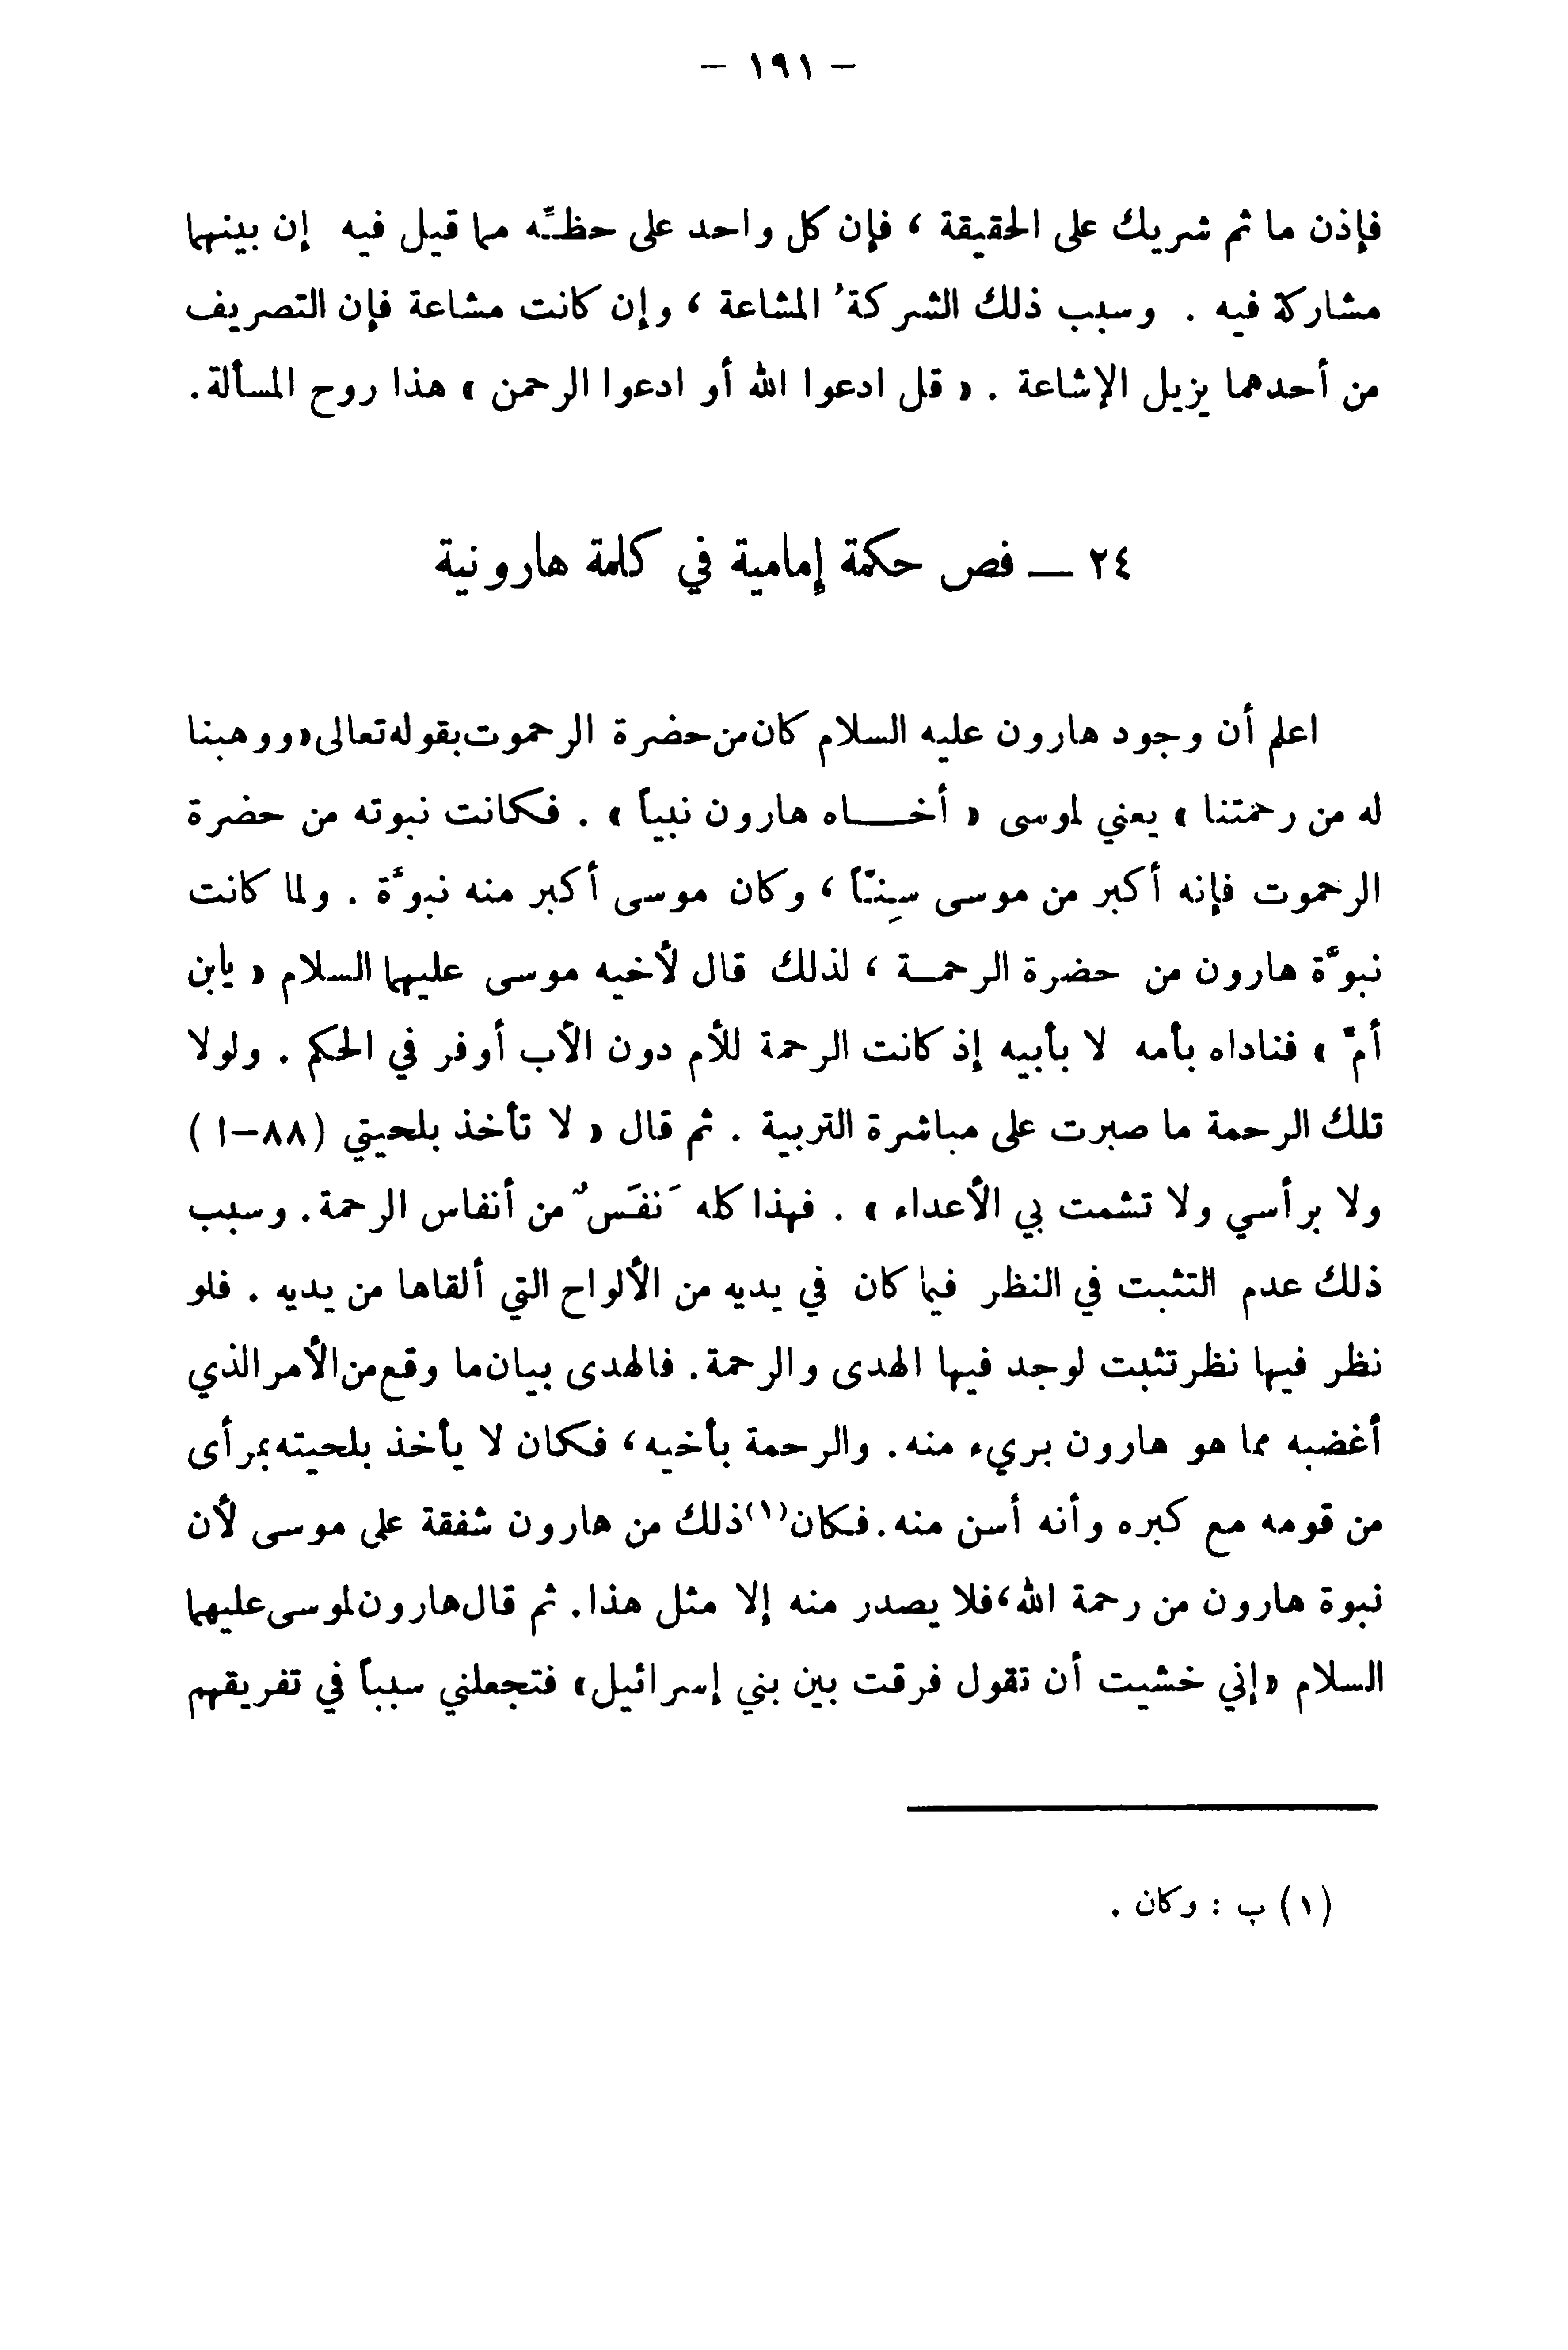 – ١٩١ –
فإذن ما ثم شريك على الحقيقة ، فإن كل واحد على حظِّه مما قيل فيه إن بينهما
مشاركة فيه . وسبب ذلك الشركةُ المشاعة ، وإن كانت مشاعة فإن التصريف
من أحدهما يزيل الإشاعة . « قل ادعوا الله أو ادعوا الرحمن » هذا روح المسألة.
٢٤ — فص حكمة إمامية في كلمة هارونية
اعلم أن وجود هارون عليه السلام كان من حضرة الرحموت بقوله تعالى «ووهبنا
له من رحمتنا » يعني لموسى « أخاه هارون نبياً » . فكانت نبوته من حضرة
الرحموت فإنه أكبر من موسى سِنّاً ، وكان موسى أكبر منه نبوءَة . ولما كانت
نبوَّة هارون من حضرة الرحمة ، لذلك قال لأخيه موسى عليهما السلام « يابن
أمّ » فناداه بأمه لا بأبيه إذ كانت الرحمة للأم دون الأب أوفر في الحكم . ولولا
تلك الرحمة ما صبرت على مباشرة التربية . ثم قال « لا تأخذ بلحيتي (٨٨–ا )
ولا برأسي ولا تشمت بي الأعداء » . فهذا كله نَفَسٌ من أنفاس الرحمة. وسبب
ذلك عدم التثبت في النظر فيما كان في يديه من الألواح التي ألقاها من يديه . فلو
نظر فيها نظر تثبت لوجد فيها الهدى والرحمة. فالهدى بيان ما وقع من الأمر الذي
أغضبه مما هو هارون بريء منه. والرحمة بأخيه، فكان لا يأخذ بلحيته بمرأى
من قومه مع كبره وأنه أسن منه. فكان(١) ذلك من هارون شفقة على موسى لأن
نبوة هارون من رحمة الله، فلا يصدر منه إلا مثل هذا. ثم قال هارون لموسى عليهما
السلام «إني خشيت أن تقول فرقت بين بني إسرائيل» فتجعلني سبباً في تفريقهم
(١) ب : وكان .